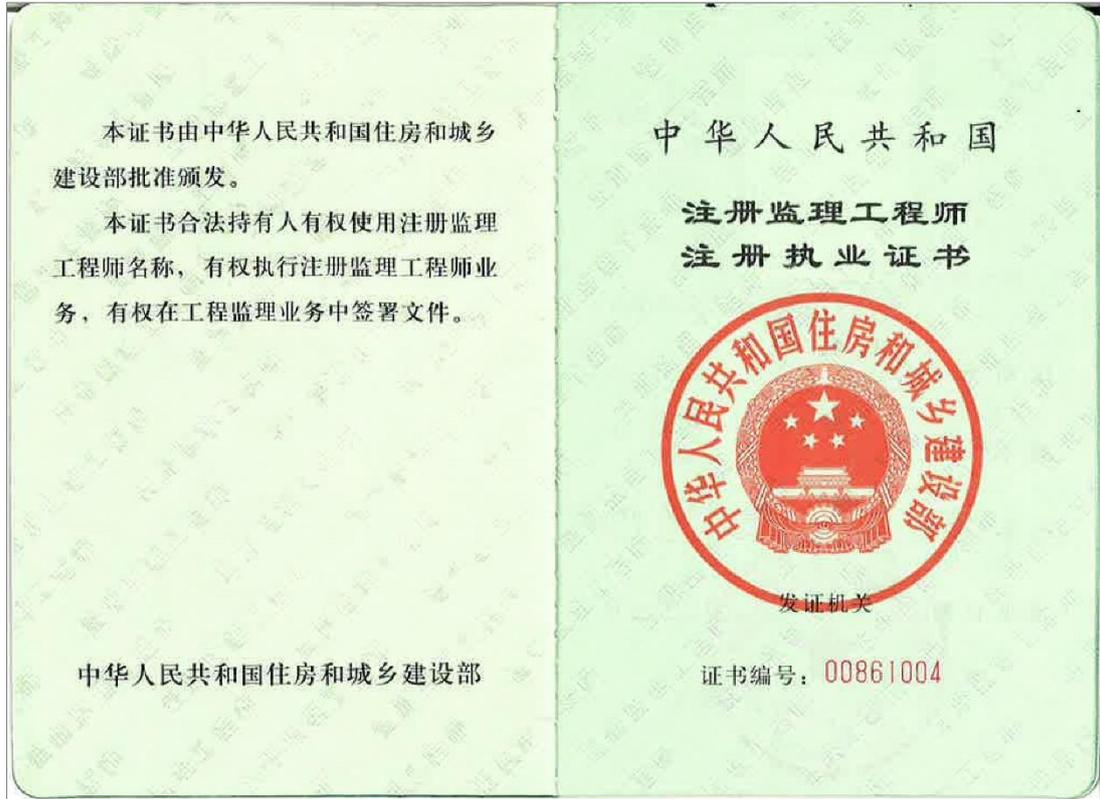 本证书由中华人民共和国住房和城乡
建设部批准颁发。
本证书合法持有人有权使用注册监理
工程师名称，有权执行注册监理工程师业
务，有权在工程监理业务中签署文件。
中华人民共和国住房和城乡建设部
中华人民共和国
注册监理工程师
注册执业证书
中华人民共和国住房和城乡建设部
发证机关
证书编号：00861004